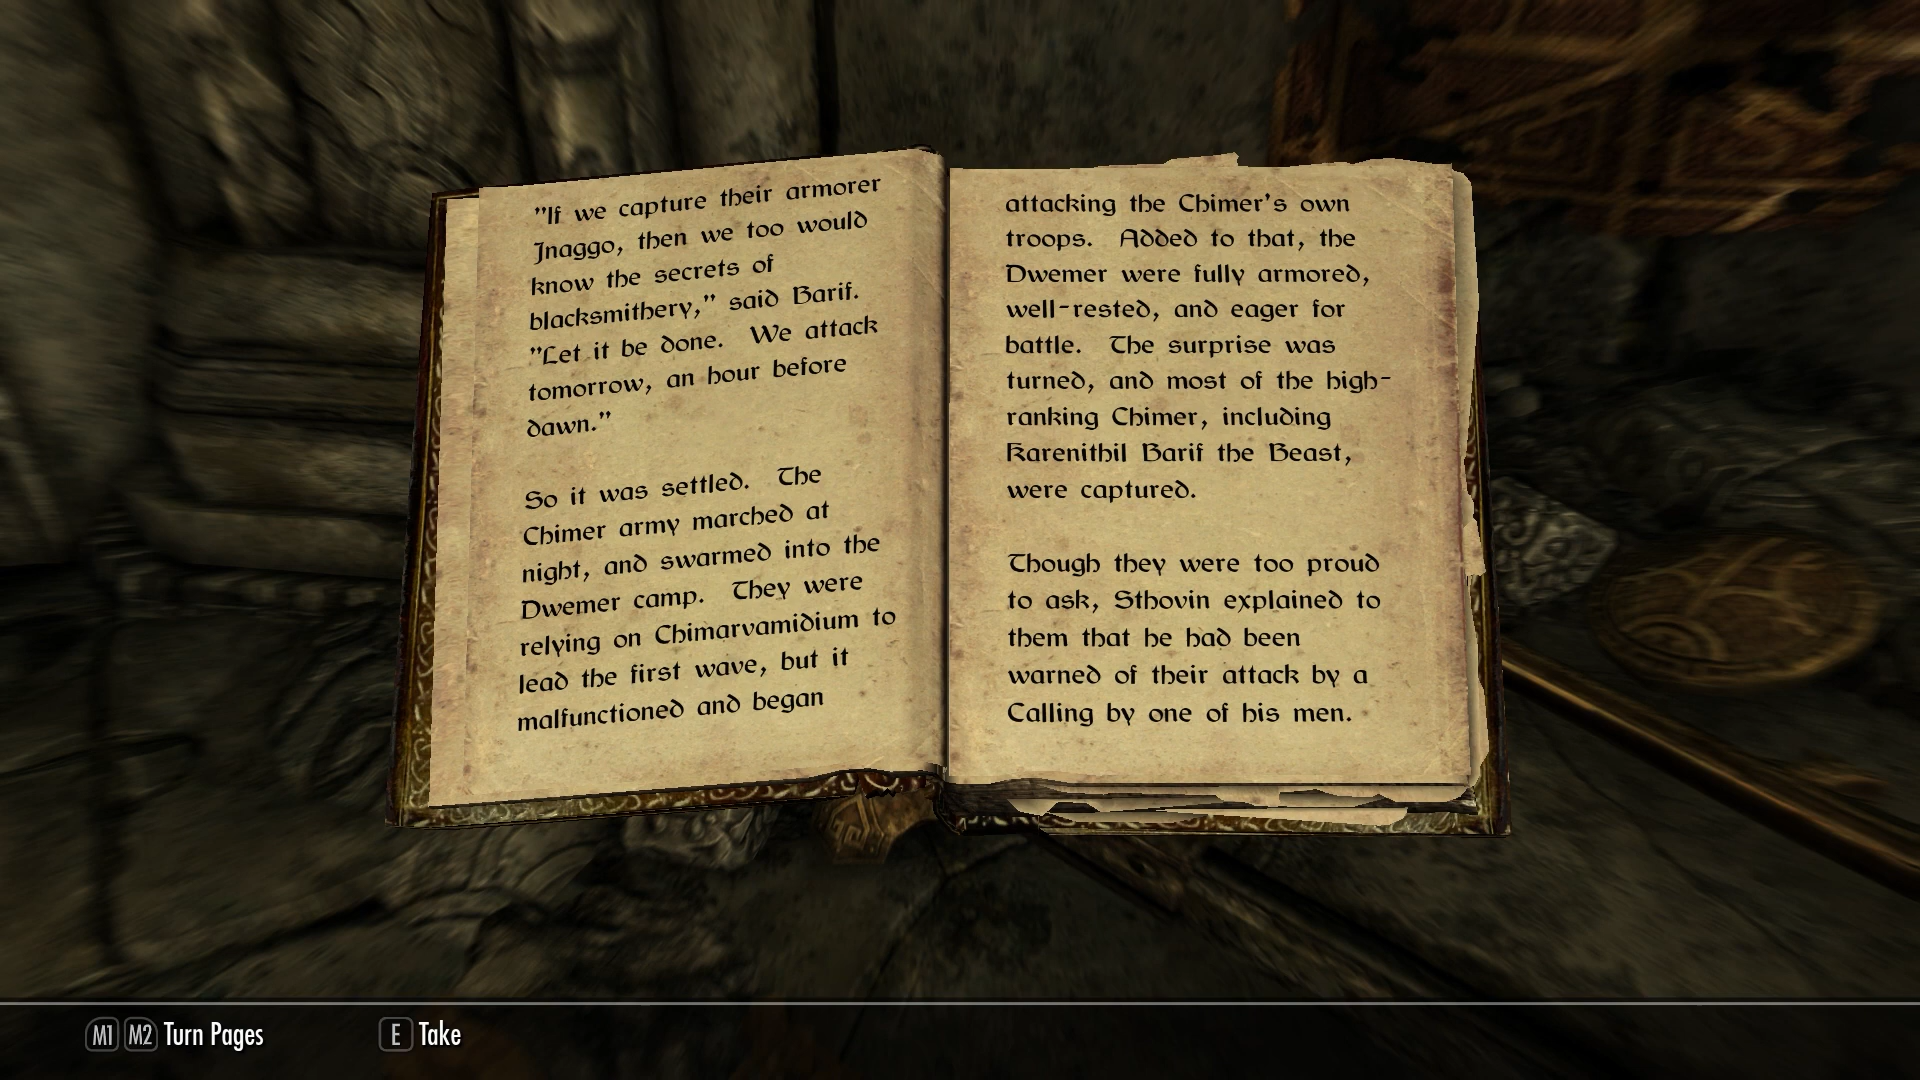 "If we capture their armorer
Jnaggo, then we too would
know the secrets of
blacksmithery," said Barif.
"Let it be done.  We attack
tomorrow, an hour before
dawn."
So it was settled.  The
Chimer army marched at
night, and swarmed into the
Dwemer camp.  They were
relying on Chimarvamidium to
lead the first wave, but it
malfunctioned and began
attacking the Chimer's own
troops.  Added to that, the
Dwemer were fully armored,
well-rested, and eager for
battle.  The surprise was
turned, and most of the high-
ranking Chimer, including
Karenithil Barif the Beast,
were captured.
Though they were too proud
to ask, Sthovin explained to
them that he had been
warned of their attack by a
Calling by one of his men.
M1 M2 Turn Pages
E Take